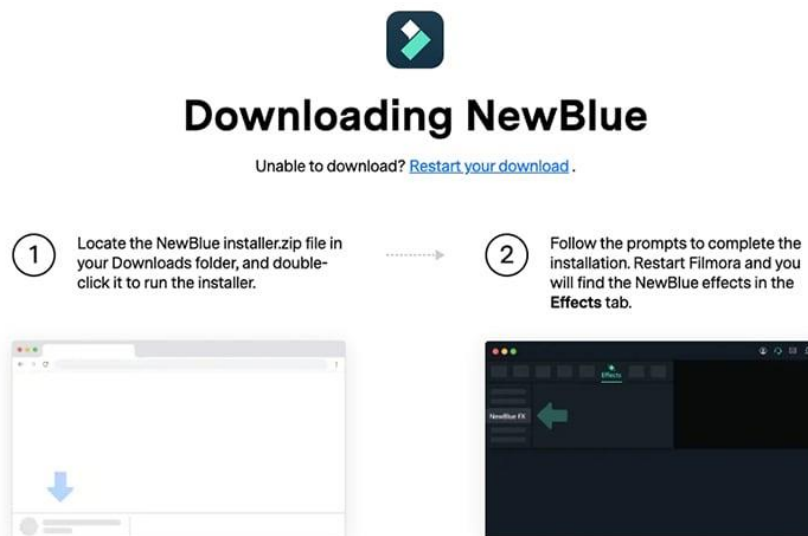 Downloading NewBlue
Unable to download? Restart your download .
1
Locate the NewBlue installer.zip file in
your Downloads folder, and double-
click it to run the installer.
2
Follow the prompts to complete the
installation. Restart Filmora and you
will find the NewBlue effects in the
Effects tab.
Effects
NewBlue FX